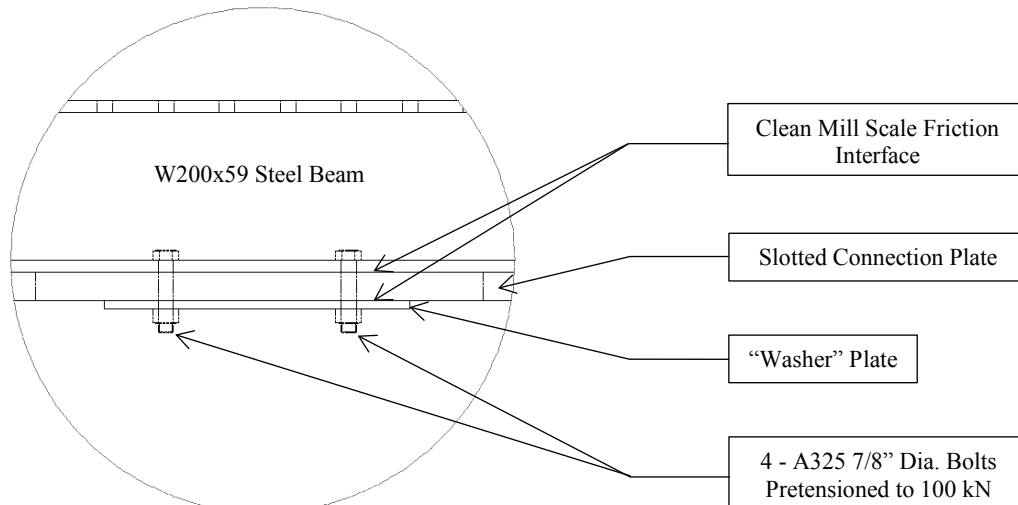 Clean Mill Scale Friction
Interface
W200x59 Steel Beam
Slotted Connection Plate
“Washer” Plate
4 - A325 7/8” Dia. Bolts
Pretensioned to 100 kN